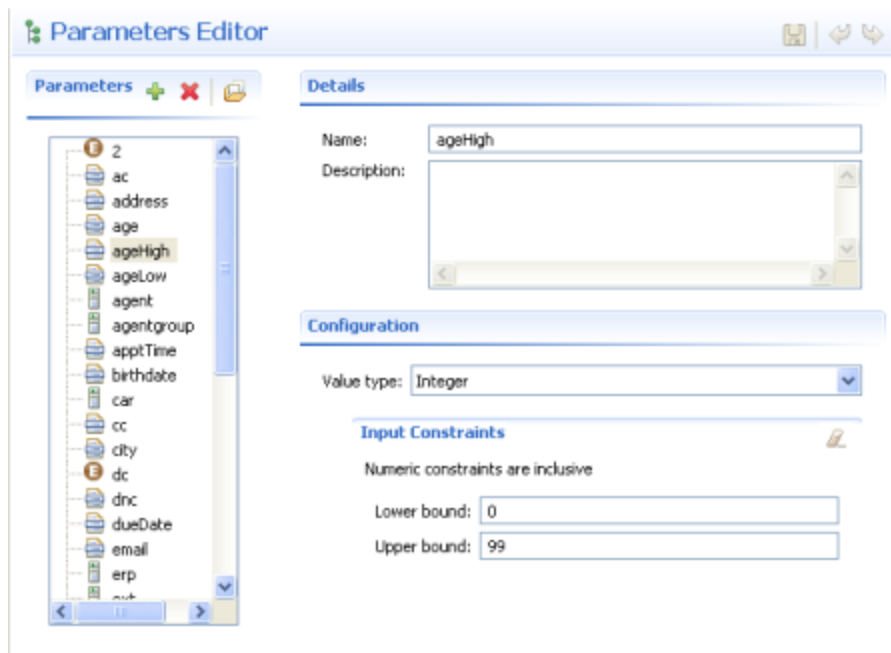 Parameters Editor
Parameters
2
ac
address
age
ageHigh
ageLow
agent
agentgroup
apptTime
birthdate
car
cc
city
dc
dnc
dueDate
email
erp
Details
Name: ageHigh
Description:
Configuration
Value type: Integer
Input Constraints
Numeric constraints are inclusive
Lower bound: 0
Upper bound: 99